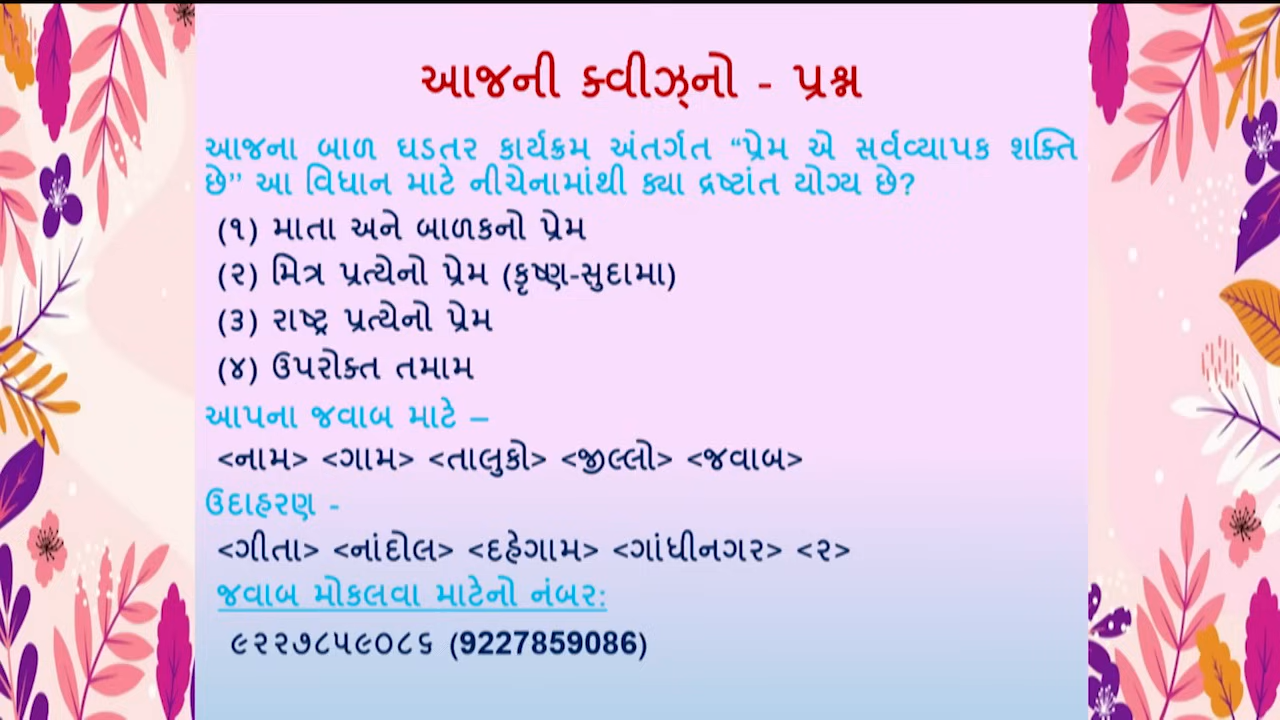 આજની ક્વીઝ્નો - પ્રશ્ન
આજના બાળ ઘડતર કાર્યક્રમ અંતર્ગત “પ્રેમ એ સર્વવ્યાપક શક્તિ
છે” આ વિધાન માટે નીચેનામાંથી ક્યા દ્રષ્ટાંત યોગ્ય છે?
(૧) માતા અને બાળકનો પ્રેમ
(૨) મિત્ર પ્રત્યેનો પ્રેમ (કૃષ્ણ-સુદામા)
(૩) રાષ્ટ્ર પ્રત્યેનો પ્રેમ
(૪) ઉપરોક્ત તમામ
આપના જવાબ માટે –
<નામ> <ગામ> <તાલુકો> <જીલ્લો> <જવાબ>
ઉદાહરણ -
<ગીતા> <નાંદોલ> <દહેગામ> <ગાંધીનગર> <૨>
જવાબ મોકલવા માટેનો નંબર:
૯૨૨૭૮૫૯૦૮૬ (9227859086)